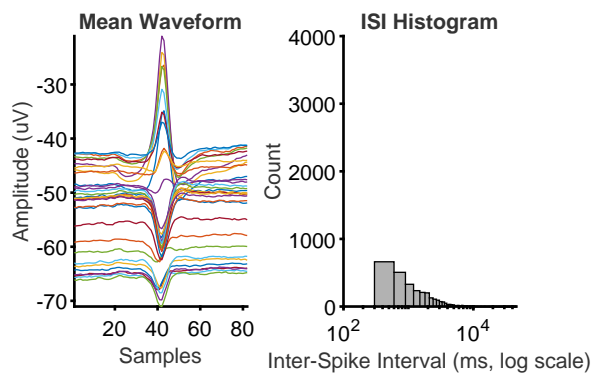 Mean Waveform
Amplitude (uV)
-30
-40
-50
-60
-70
20
40
60
80
Samples
ISI Histogram
Count
4000
3000
2000
1000
0
10^2
10^4
Inter-Spike Interval (ms, log scale)